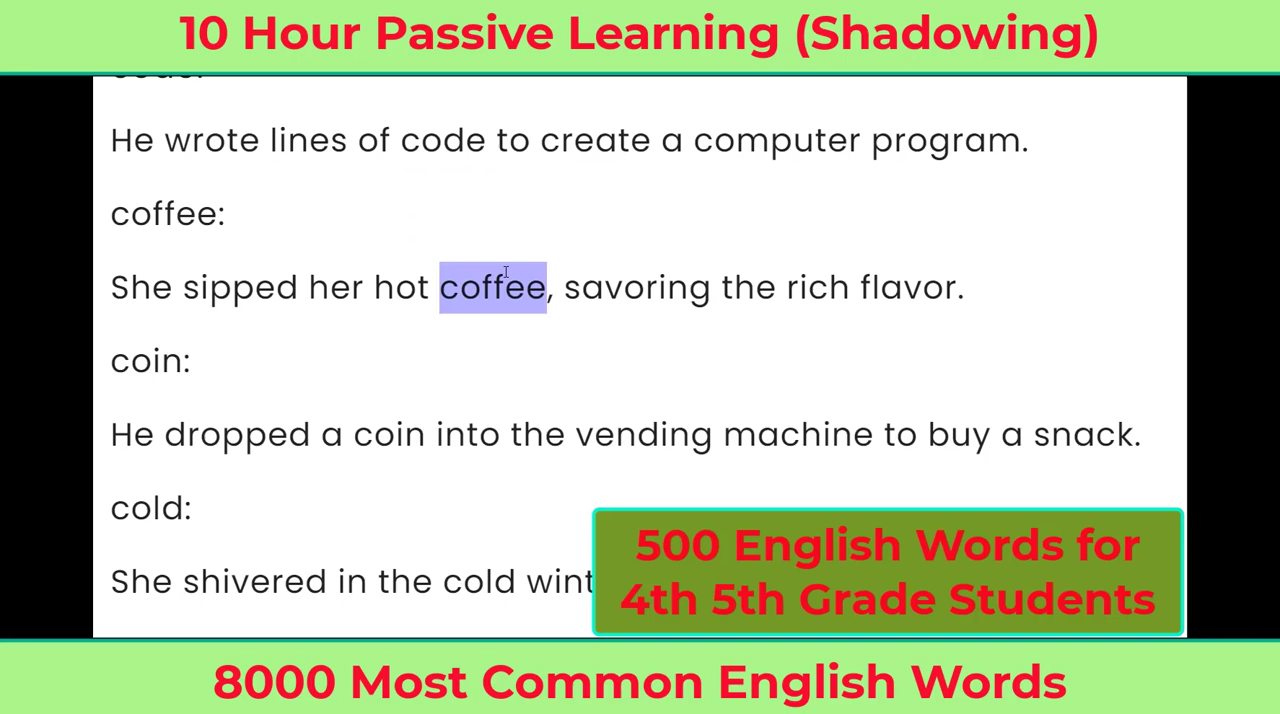 10 Hour Passive Learning (Shadowing)
He wrote lines of code to create a computer program.
coffee:
She sipped her hot coffee, savoring the rich flavor.
coin:
He dropped a coin into the vending machine to buy a snack.
cold:
She shivered in the cold
500 English Words for
4th 5th Grade Students
8000 Most Common English Words